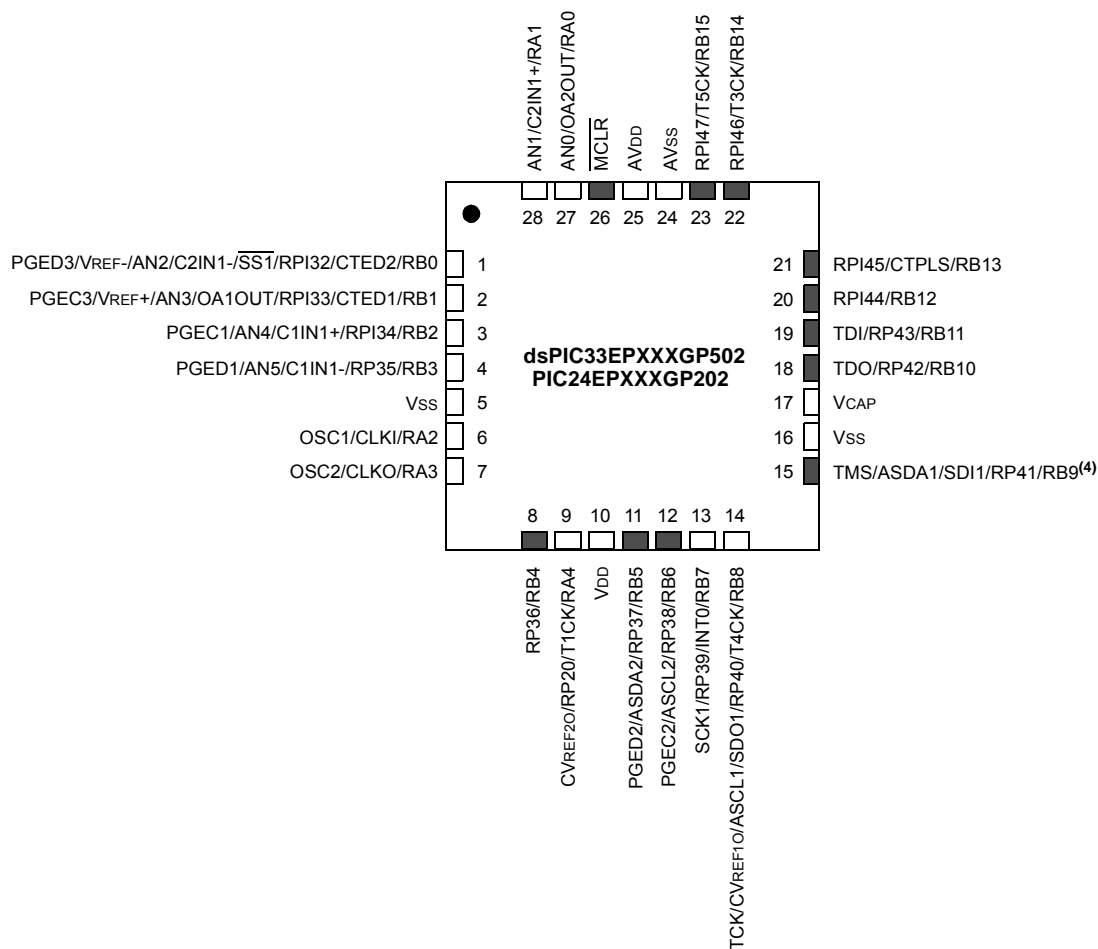 AN1/C2IN1+/RA1
AN0/OA2OUT/RA0
MCLR
AVDD
AVSS
RPI47/T5CK/RB15
RPI46/T3CK/RB14
28 27 26 25 24 23 22
PGED3/VREF-/AN2/C2IN1-/SS1/RPI32/CTED2/RB0 1
PGEC3/VREF+/AN3/OA1OUT/RPI33/CTED1/RB1 2
PGEC1/AN4/C1IN1+/RPI34/RB2 3
PGED1/AN5/C1IN1-/RP35/RB3 4
VSS 5
OSC1/CLKI/RA2 6
OSC2/CLKO/RA3 7
dsPIC33EPXXXGP502
PIC24EPXXXGP202
21 RPI45/CTPLS/RB13
20 RPI44/RB12
19 TDI/RP43/RB11
18 TDO/RP42/RB10
17 VCAP
16 VSS
15 TMS/ASDA1/SDI1/RP41/RB9(4)
8 9 10 11 12 13 14
RP36/RB4
CVREF2O/RP20/T1CK/RA4
VDD
PGED2/ASDA2/RP37/RB5
PGEC2/ASCL2/RP38/RB6
SCK1/RP39/INT0/RB7
TCK/CVREF1O/ASCL1/SDO1/RP40/T4CK/RB8